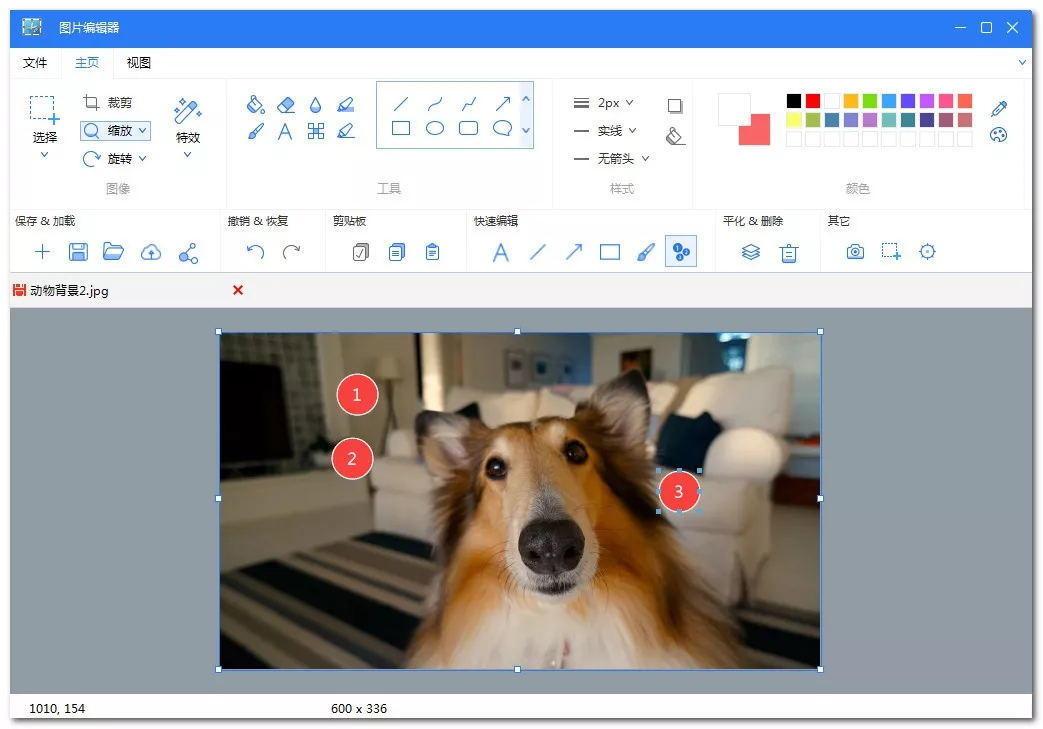 图片编辑器
文件 主页 视图
选择
裁剪
缩放
旋转
特效
图像
工具
2px
实线
无箭头
样式
颜色
保存 & 加载 撤销 & 恢复 剪贴板 快速编辑 平化 & 删除 其它
动物背景2.jpg
1
2
3
1010, 154 600 x 336